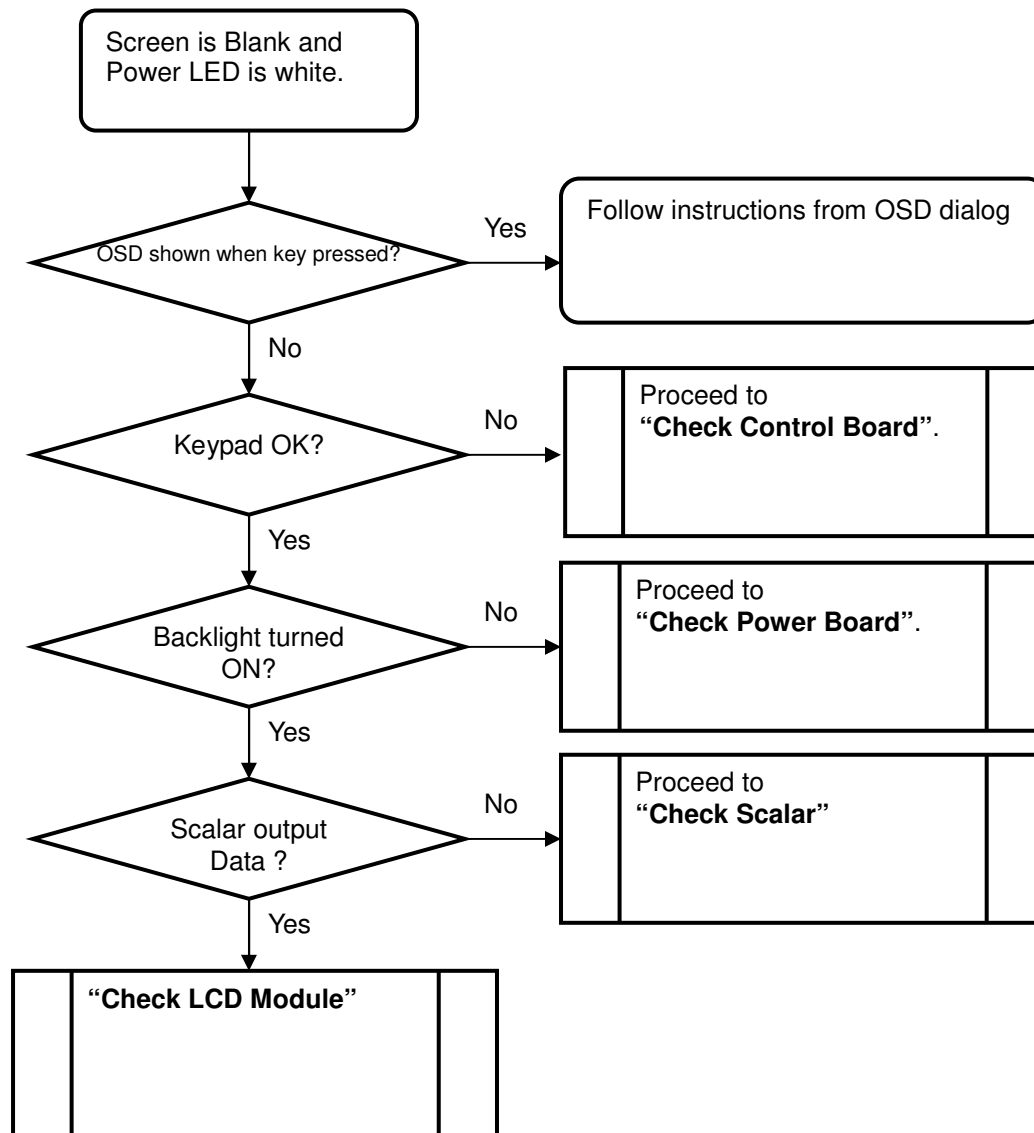 Screen is Blank and
Power LED is white.
OSD shown when key pressed?
Yes
Follow instructions from OSD dialog
No
Keypad OK?
No
Proceed to
“Check Control Board”.
Yes
Backlight turned
ON?
No
Proceed to
“Check Power Board”.
Yes
Scalar output
Data ?
No
Proceed to
“Check Scalar”
Yes
“Check LCD Module”